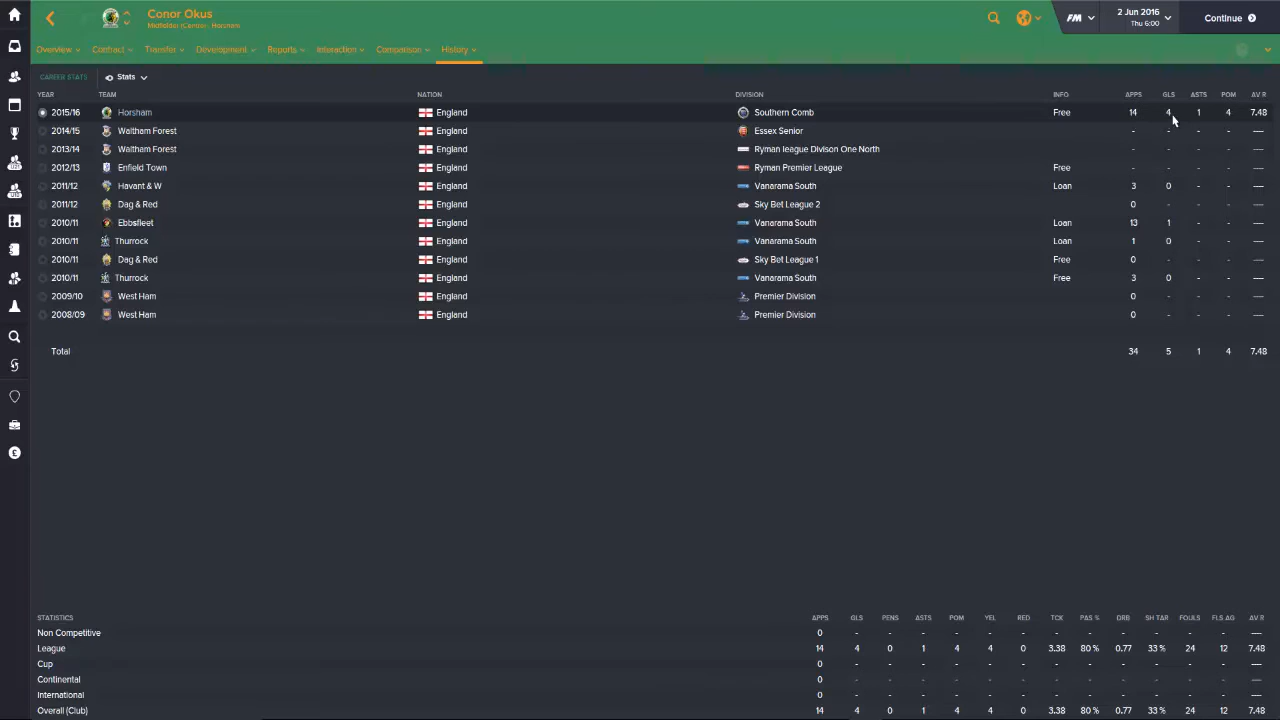 Conor Okus
Midfielder (Centre), Horsham
FM
2 Jun 2016
Thu 6:00
Continue
Overview Contract Transfer Development Reports Interaction Comparison History
CAREER STATS Stats
YEAR TEAM NATION DIVISION INFO APPS GLS ASTS POM AV R
2015/16 Horsham England Southern Comb Free 14 4 1 4 7.48
2014/15 Waltham Forest England Essex Senior - - - - ---
2013/14 Waltham Forest England Ryman league Divison One North - - - - ---
2012/13 Enfield Town England Ryman Premier League Free - - - - ---
2011/12 Havant & W England Vanarama South Loan 3 0 - - ---
2011/12 Dag & Red England Sky Bet League 2 0 - - - ---
2010/11 Ebbsfleet England Vanarama South Loan 13 1 - - ---
2010/11 Thurrock England Vanarama South Loan 1 0 - - ---
2010/11 Dag & Red England Sky Bet League 1 Free 0 - - - ---
2010/11 Thurrock England Vanarama South Free 3 0 - - ---
2009/10 West Ham England Premier Division 0 - - - ---
2008/09 West Ham England Premier Division 0 - - - ---
Total 34 5 1 4 7.48
STATISTICS APPS GLS PENS ASTS POM YEL RED TCK PAS % DRB SH TAR FOULS FLS AG AV R
Non Competitive 0 - - - - - - - - - - - - ---
League 14 4 0 1 4 4 0 3.38 80 % 0.77 33 % 24 12 7.48
Cup 0 - - - - - - - - - - - - ---
Continental 0 - - - - - - - - - - - - ---
International 0 - - - - - - - - - - - - ---
Overall (Club) 14 4 0 1 4 4 0 3.38 80 % 0.77 33 % 24 12 7.48